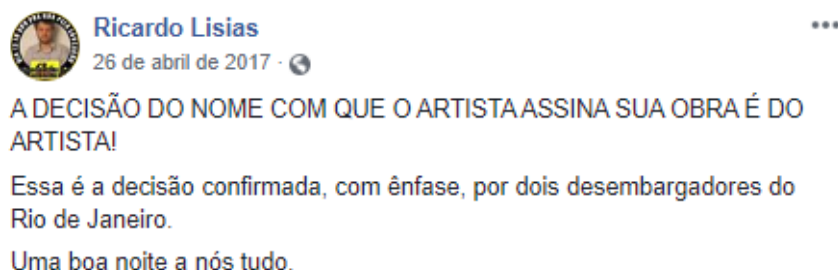 Ricardo Lisias
26 de abril de 2017 ·
A DECISÃO DO NOME COM QUE O ARTISTA ASSINA SUA OBRA É DO
ARTISTA!
Essa é a decisão confirmada, com ênfase, por dois desembargadores do
Rio de Janeiro.
Uma boa noite a nós tudo.